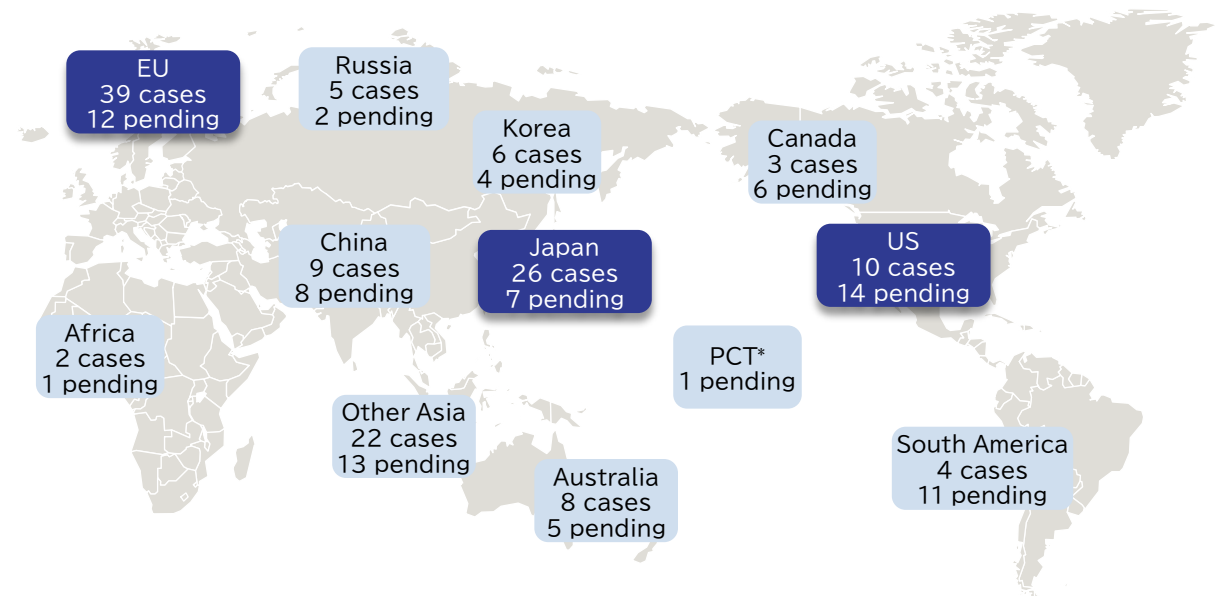 EU
39 cases
12 pending
Russia
5 cases
2 pending
Korea
6 cases
4 pending
Canada
3 cases
6 pending
China
9 cases
8 pending
Japan
26 cases
7 pending
US
10 cases
14 pending
Africa
2 cases
1 pending
PCT*
1 pending
Other Asia
22 cases
13 pending
Australia
8 cases
5 pending
South America
4 cases
11 pending